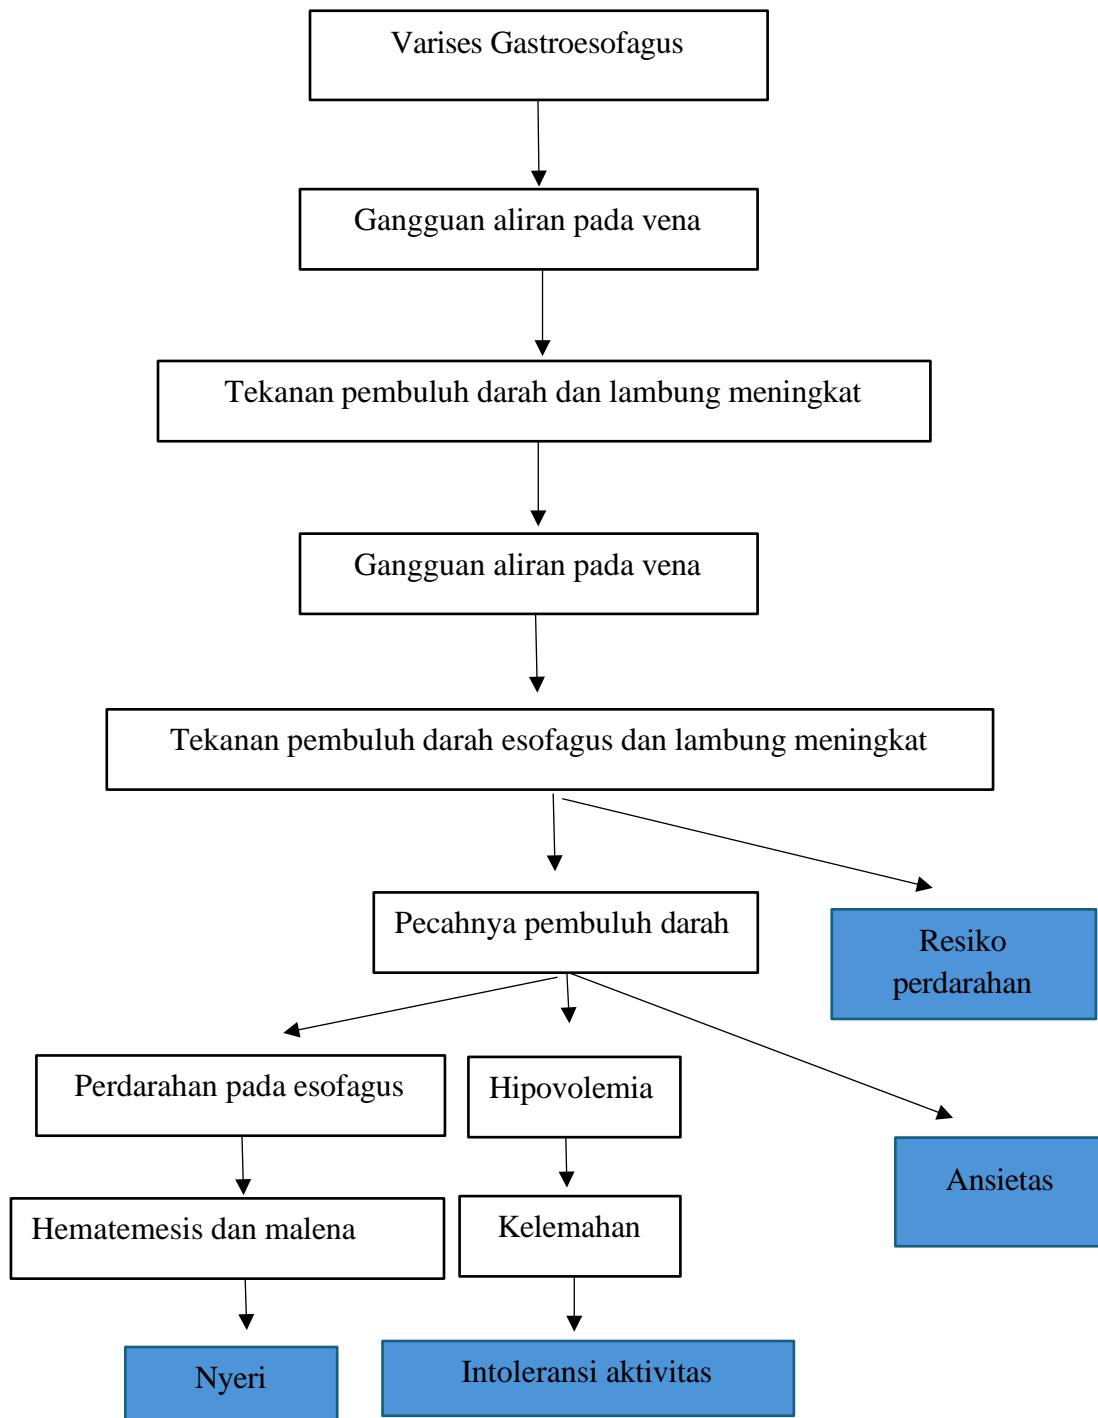 Varises Gastroesofagus
Gangguan aliran pada vena
Tekanan pembuluh darah dan lambung meningkat
Gangguan aliran pada vena
Tekanan pembuluh darah esofagus dan lambung meningkat
Pecahnya pembuluh darah
Resiko
perdarahan
Perdarahan pada esofagus
Hipovolemia
Ansietas
Hematemesis dan malena
Kelemahan
Nyeri
Intoleransi aktivitas